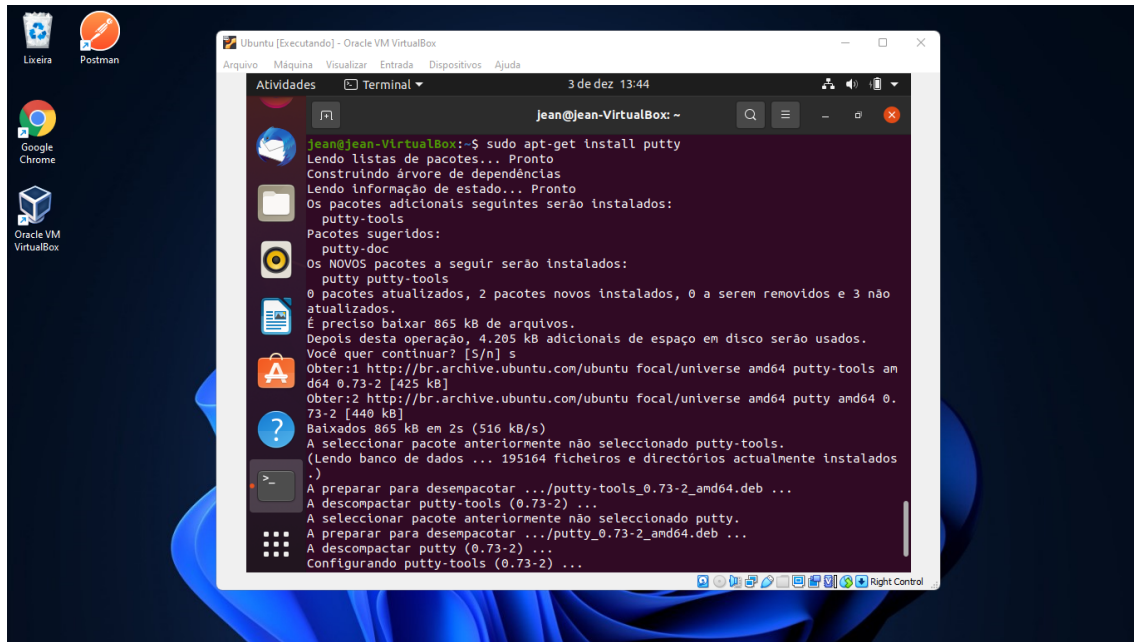 Lixeira
Postman
Google
Chrome
Oracle VM
VirtualBox
Ubuntu [Executando] - Oracle VM VirtualBox
Arquivo Máquina Visualizar Entrada Dispositivos Ajuda
Atividades Terminal 3 de dez 13:44
jean@jean-VirtualBox: ~
jean@jean-VirtualBox:~$ sudo apt-get install putty
Lendo listas de pacotes... Pronto
Construindo árvore de dependências
Lendo informação de estado... Pronto
Os pacotes adicionais seguintes serão instalados:
putty-tools
Pacotes sugeridos:
putty-doc
Os NOVOS pacotes a seguir serão instalados:
putty putty-tools
0 pacotes atualizados, 2 pacotes novos instalados, 0 a serem removidos e 3 não
atualizados.
É preciso baixar 865 kB de arquivos.
Depois desta operação, 4.205 kB adicionais de espaço em disco serão usados.
Você quer continuar? [S/n] s
Obter:1 http://br.archive.ubuntu.com/ubuntu focal/universe amd64 putty-tools am
d64 0.73-2 [425 kB]
Obter:2 http://br.archive.ubuntu.com/ubuntu focal/universe amd64 putty amd64 0.
73-2 [440 kB]
Baixados 865 kB em 2s (516 kB/s)
A seleccionar pacote anteriormente não seleccionado putty-tools.
(Lendo banco de dados ... 195164 ficheiros e directórios actualmente instalados
.)
A preparar para desempacotar .../putty-tools_0.73-2_amd64.deb ...
A descompactar putty-tools (0.73-2) ...
A seleccionar pacote anteriormente não seleccionado putty.
A preparar para desempacotar .../putty_0.73-2_amd64.deb ...
A descompactar putty (0.73-2) ...
Configurando putty-tools (0.73-2) ...
Right Control